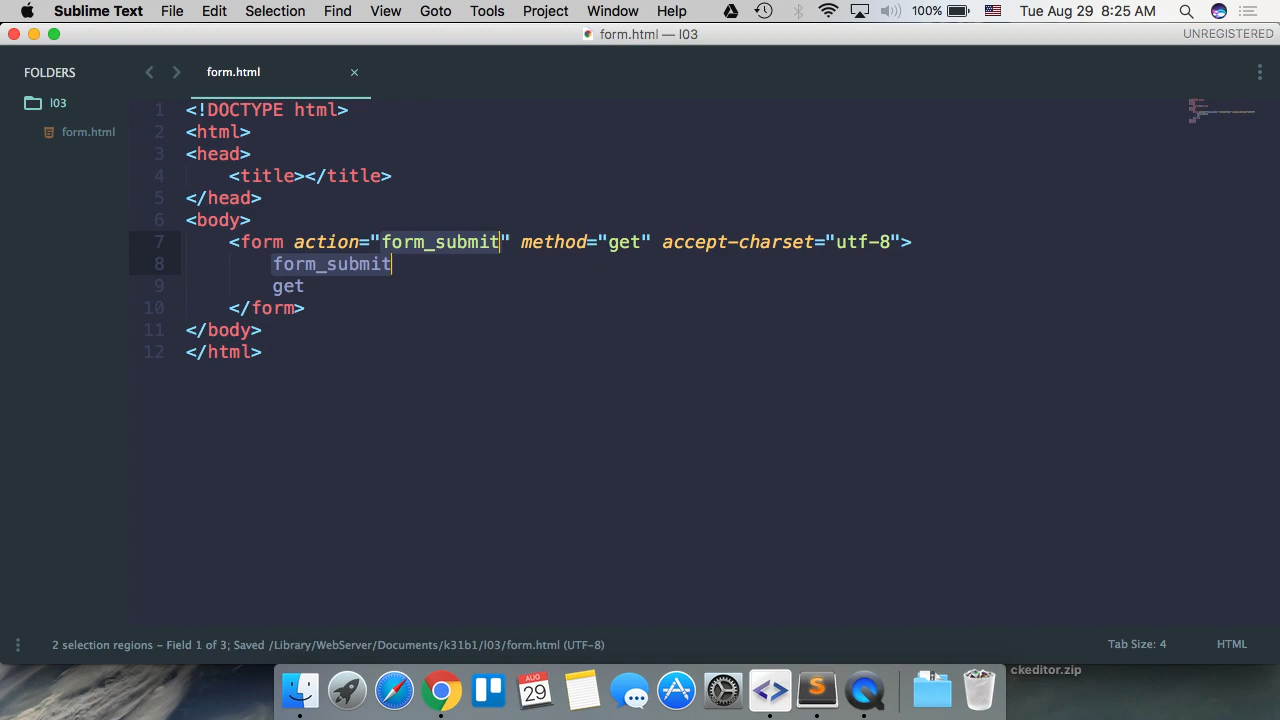 Sublime Text File Edit Selection Find View Goto Tools Project Window Help 100% Tue Aug 29 8:25 AM
form.html — l03 UNREGISTERED
FOLDERS form.html ×
l03
form.html
1 <!DOCTYPE html>
2 <html>
3 <head>
4 <title></title>
5 </head>
6 <body>
7 <form action="form_submit" method="get" accept-charset="utf-8">
8 form_submit
9 get
10 </form>
11 </body>
12 </html>
2 selection regions – Field 1 of 3; Saved /Library/WebServer/Documents/k31b1/l03/form.html (UTF-8) Tab Size: 4 HTML
ckeditor.zip
AUG
29